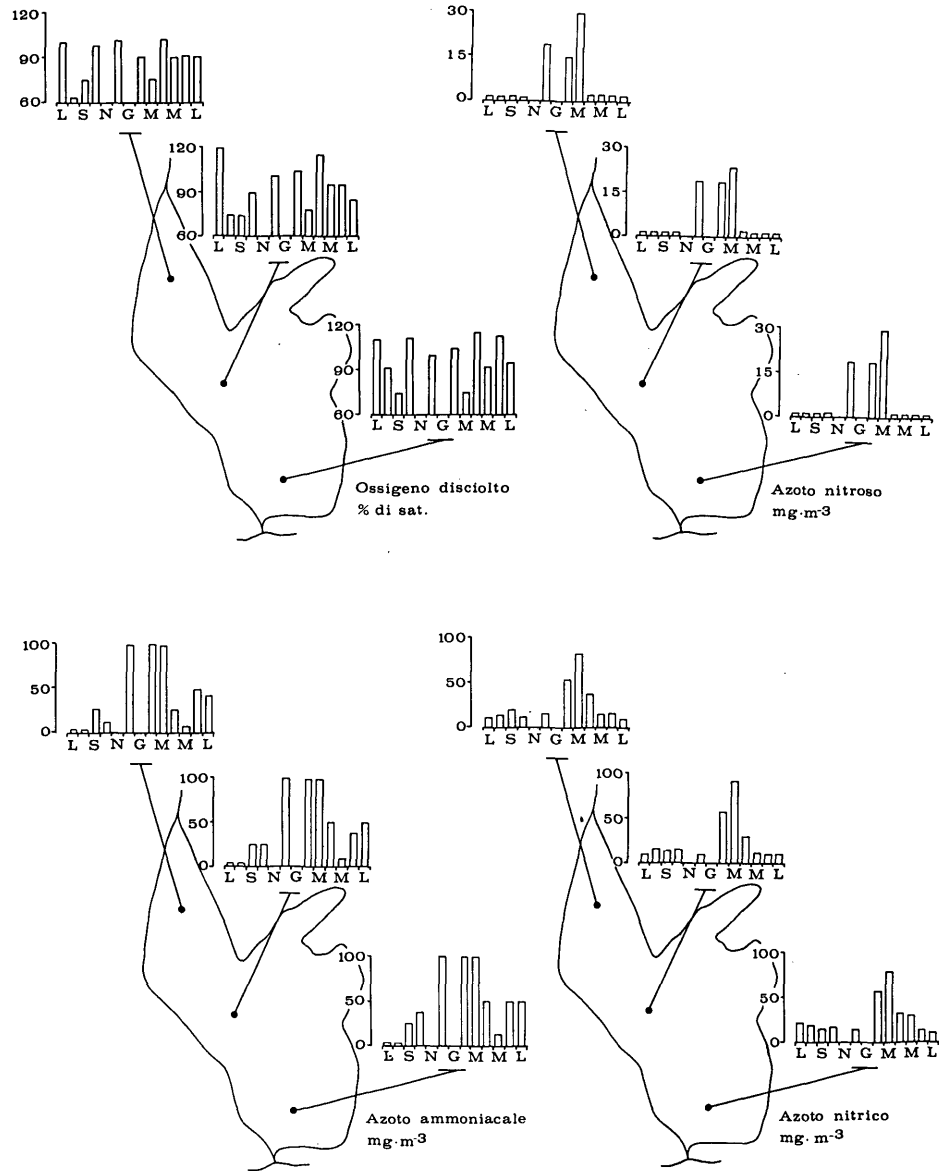 120
90
60
L S N G M M L
120
90
60
L S N G M M L
120
90
60
L S N G M M L
Ossigeno disciolto
% di sat.
30
15
0
L S N G M M L
30
15
0
L S N G M M L
30
15
0
L S N G M M L
Azoto nitroso
mg·m-3
100
50
0
L S N G M M L
100
50
0
L S N G M M L
100
50
0
L S N G M M L
Azoto ammoniacale
mg·m-3
100
50
0
L S N G M M L
100
50
0
L S N G M M L
100
50
0
L S N G M M L
Azoto nitrico
mg·m-3